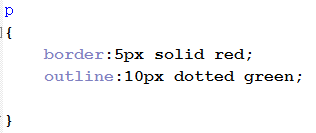 p
{
border:5px solid red;
outline:10px dotted green;
}